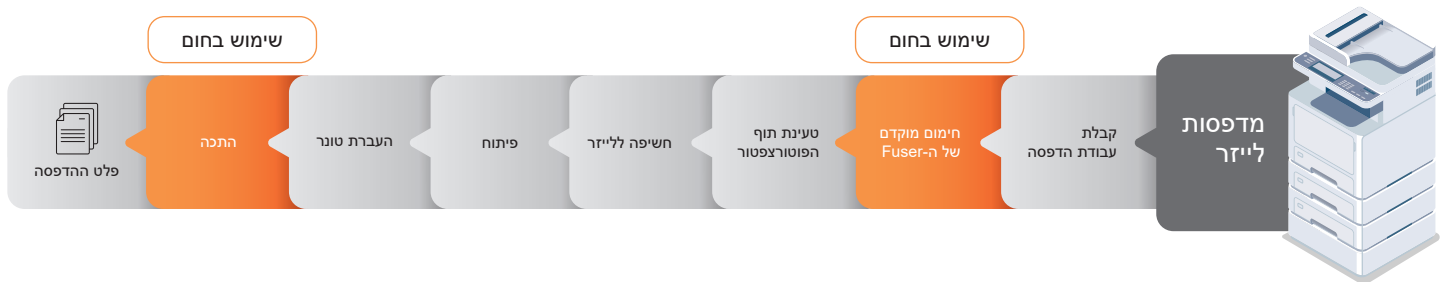 שימוש בחום
שימוש בחום
מדפסות
לייזר
קבלת
עבודת הדפסה
חימום מוקדם
של ה-Fuser
טעינת תוף
הפוטורצפטור
חשיפה ללייזר
פיתוח
העברת טונר
התכה
פלט ההדפסה